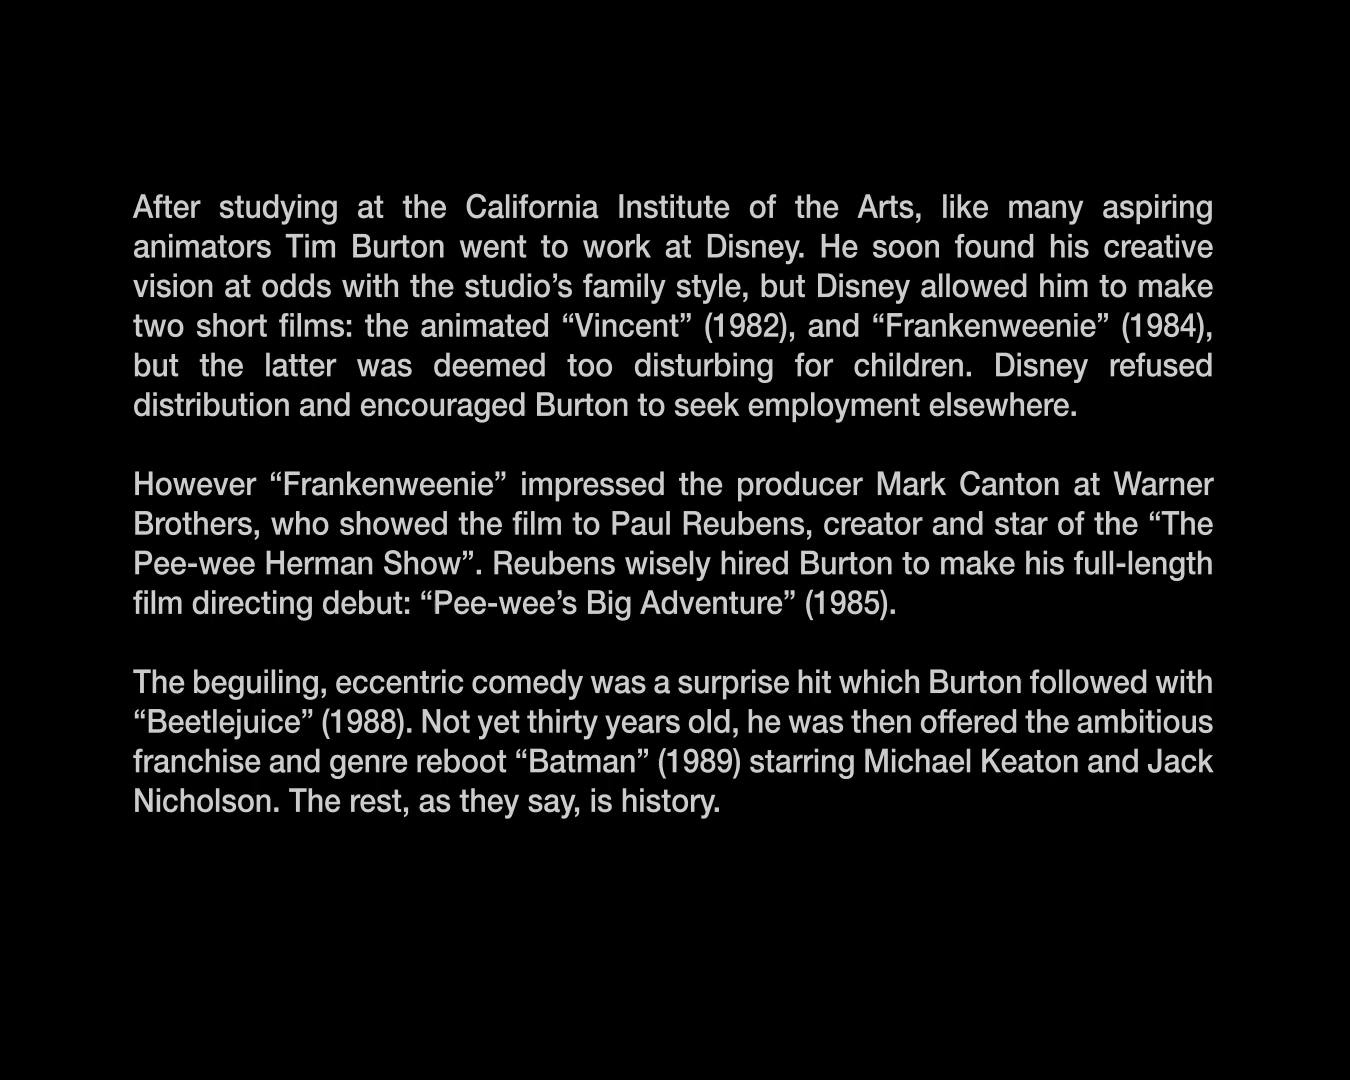 After studying at the California Institute of the Arts, like many aspiring
animators Tim Burton went to work at Disney. He soon found his creative
vision at odds with the studio’s family style, but Disney allowed him to make
two short films: the animated “Vincent” (1982), and “Frankenweenie” (1984),
but the latter was deemed too disturbing for children. Disney refused
distribution and encouraged Burton to seek employment elsewhere.
However “Frankenweenie” impressed the producer Mark Canton at Warner
Brothers, who showed the film to Paul Reubens, creator and star of the “The
Pee-wee Herman Show”. Reubens wisely hired Burton to make his full-length
film directing debut: “Pee-wee’s Big Adventure” (1985).
The beguiling, eccentric comedy was a surprise hit which Burton followed with
“Beetlejuice” (1988). Not yet thirty years old, he was then offered the ambitious
franchise and genre reboot “Batman” (1989) starring Michael Keaton and Jack
Nicholson. The rest, as they say, is history.